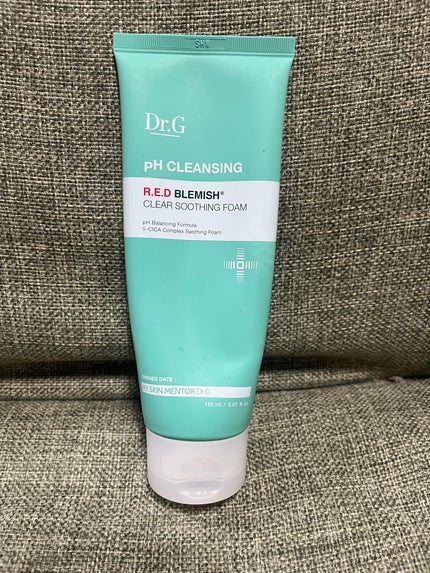 Dr.G
pH CLEANSING
R.E.D BLEMISH®
CLEAR SOOTHING FOAM
pH Balancing Formula
5-CICA Complex Soothing Foam
OPENED DATE :
SKIN MENTOR Dr.G
150 mL / 5.07 fl. oz.